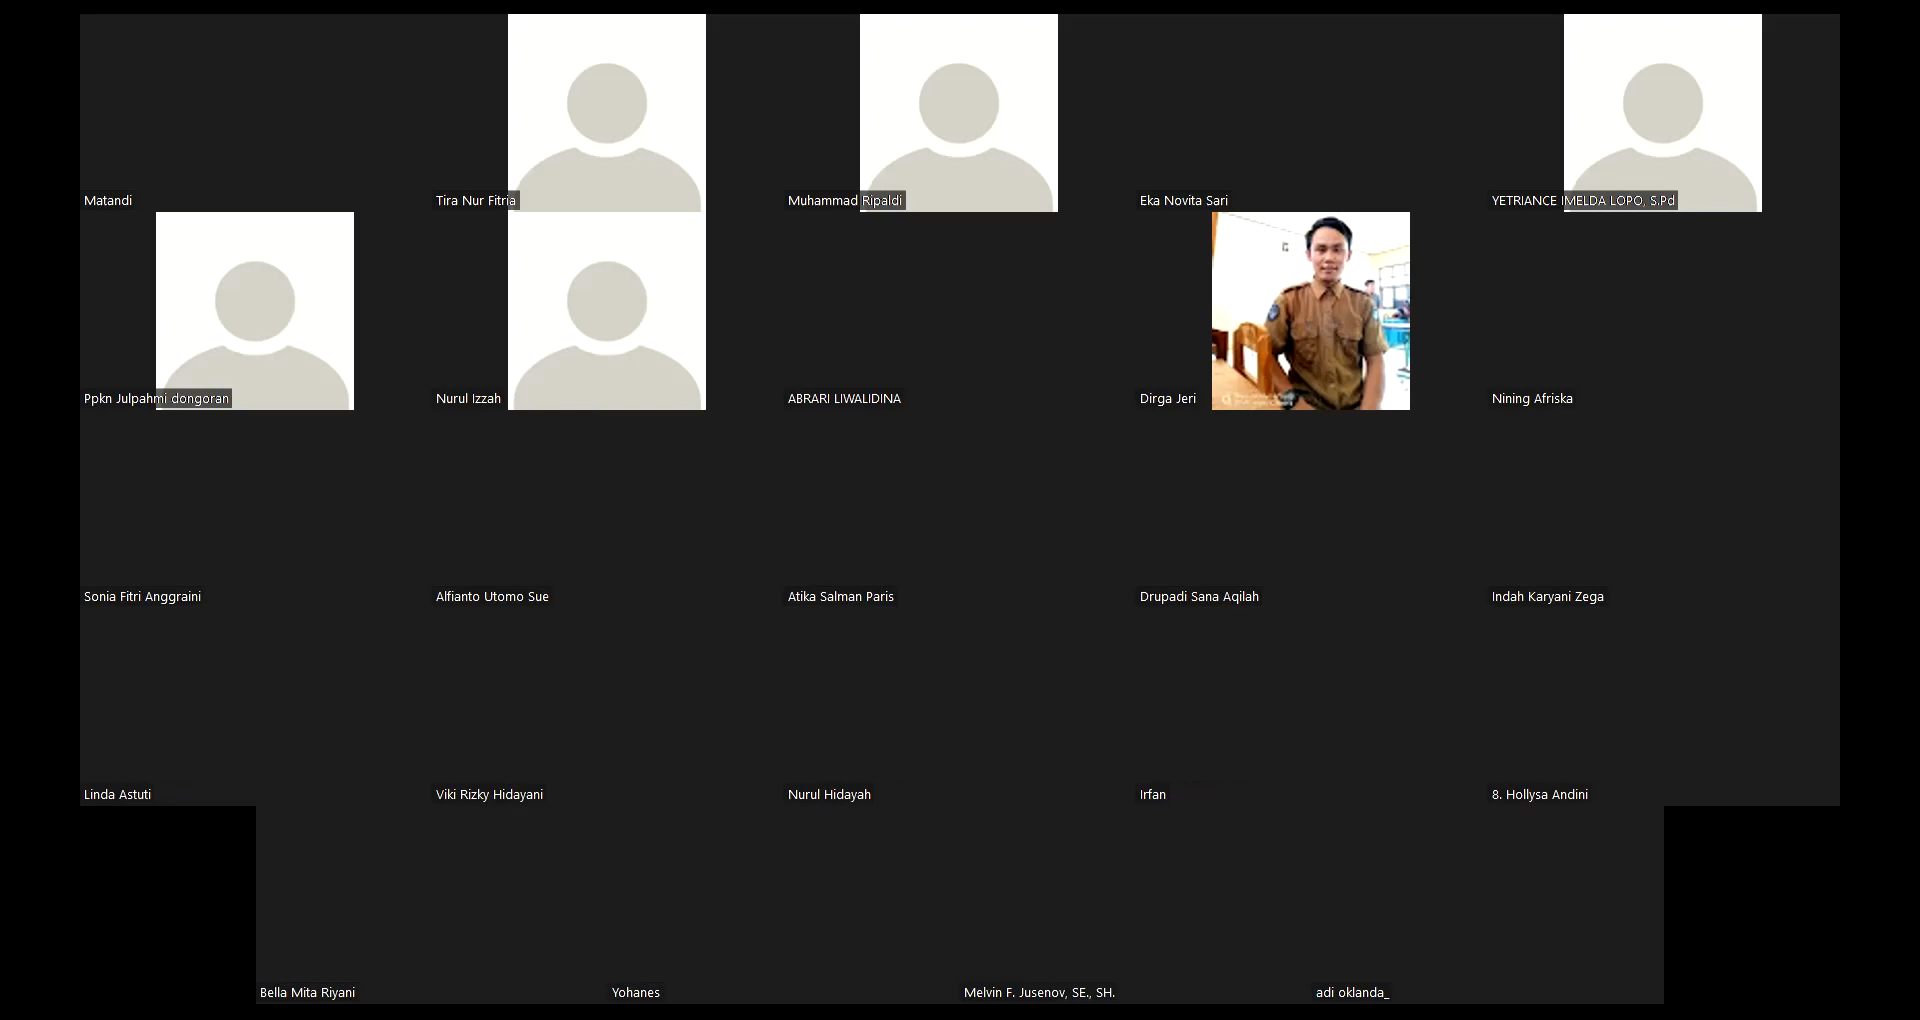 Matandi
Tira Nur Fitria
Muhammad Ripaldi
Eka Novita Sari
YETRIANCE IMELDA LOPO, S.Pd
Ppkn Julpahmi dongoran
Nurul Izzah
ABRARI LIWALIDINA
Dirga Jeri
Nining Afriska
Sonia Fitri Anggraini
Alfianto Utomo Sue
Atika Salman Paris
Drupadi Sana Aqilah
Indah Karyani Zega
Linda Astuti
Viki Rizky Hidayani
Nurul Hidayah
Irfan
8. Hollysa Andini
Bella Mita Riyani
Yohanes
Melvin F. Jusenov, SE., SH.
adi oklanda_